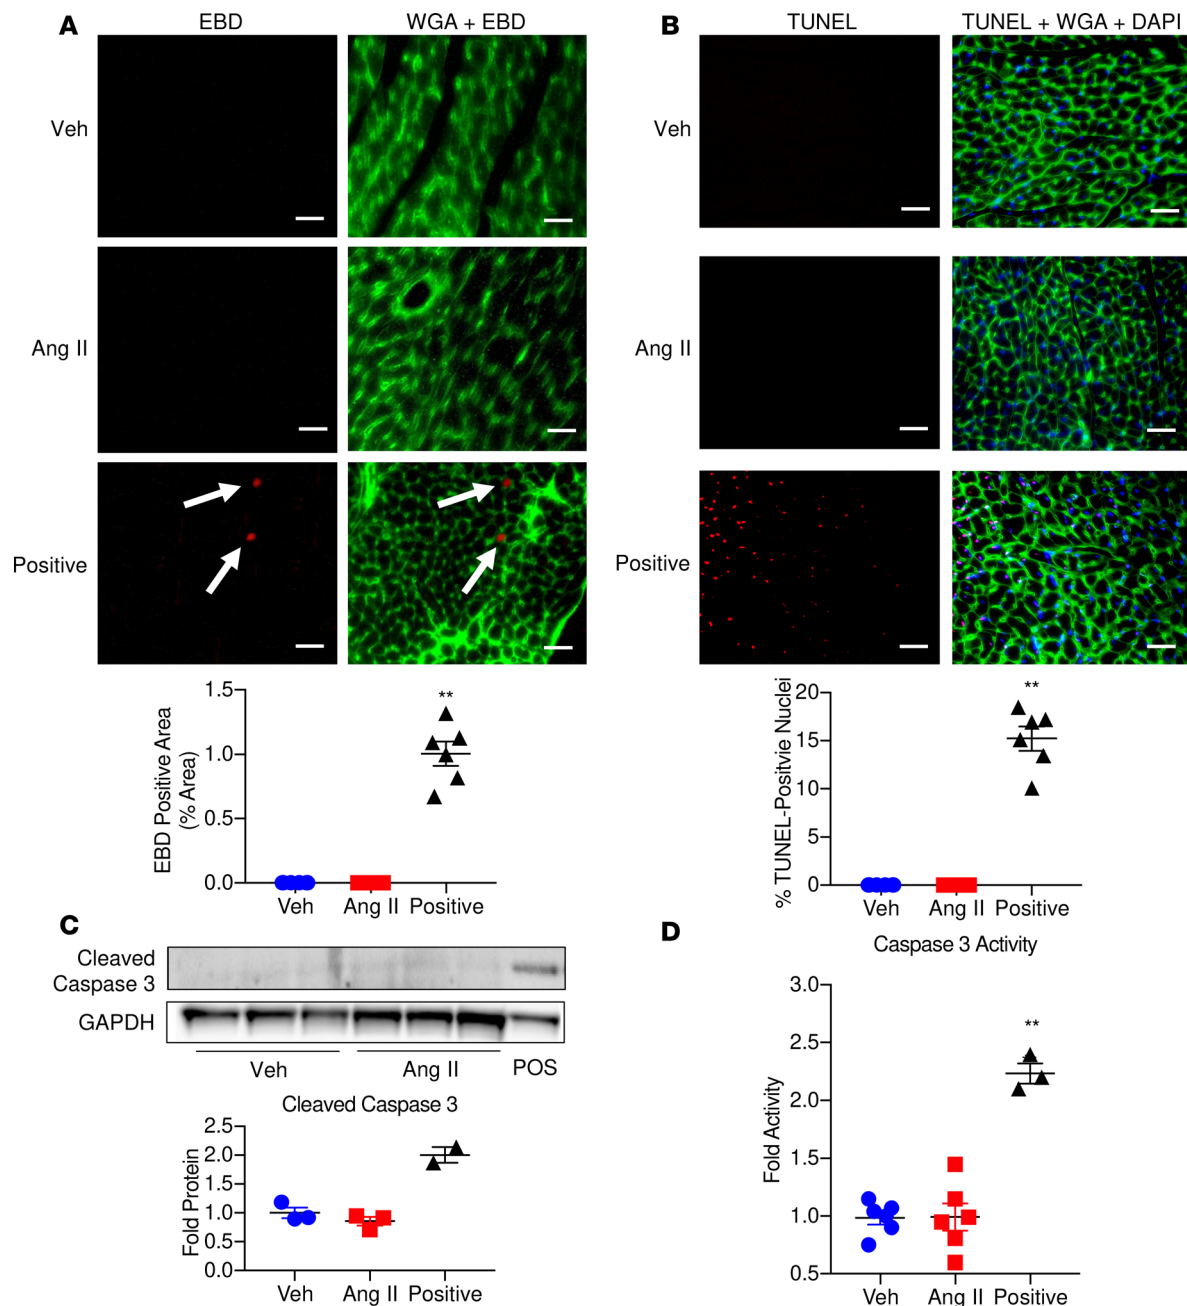 A
EBD
WGA + EBD
Veh
Ang II
Positive
EBD Positive Area
(% Area)
1.5
1.0
0.5
0.0
**
Veh
Ang II
Positive
B
TUNEL
TUNEL + WGA + DAPI
Veh
Ang II
Positive
% TUNEL-Positvie Nuclei
20
15
10
5
0
**
Veh
Ang II
Positive
C
Cleaved
Caspase 3
GAPDH
Veh
Ang II
POS
Cleaved Caspase 3
Fold Protein
2.5
2.0
1.5
1.0
0.5
0.0
Veh
Ang II
Positive
D
Caspase 3 Activity
Fold Activity
3.0
2.5
2.0
1.5
1.0
0.5
**
Veh
Ang II
Positive